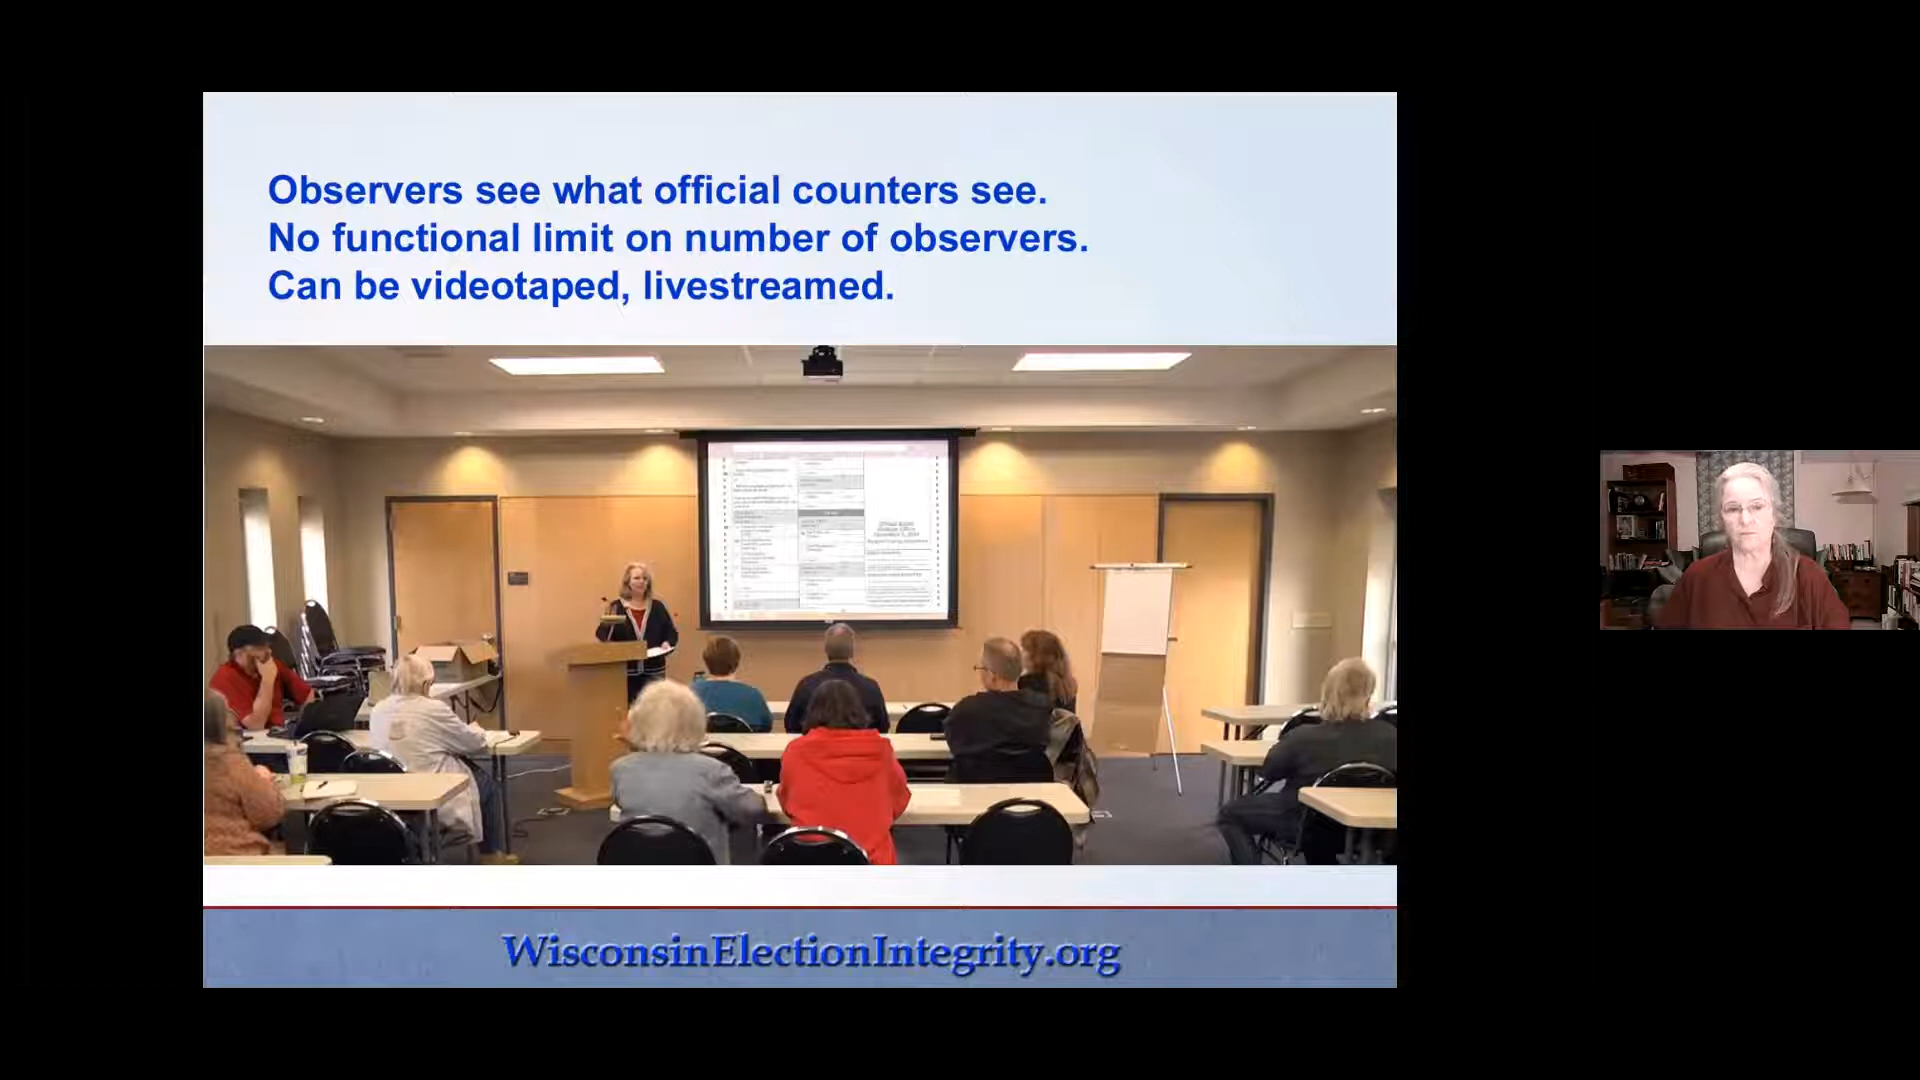 Observers see what official counters see.
No functional limit on number of observers.
Can be videotaped, livestreamed.
WisconsinElectionIntegrity.org